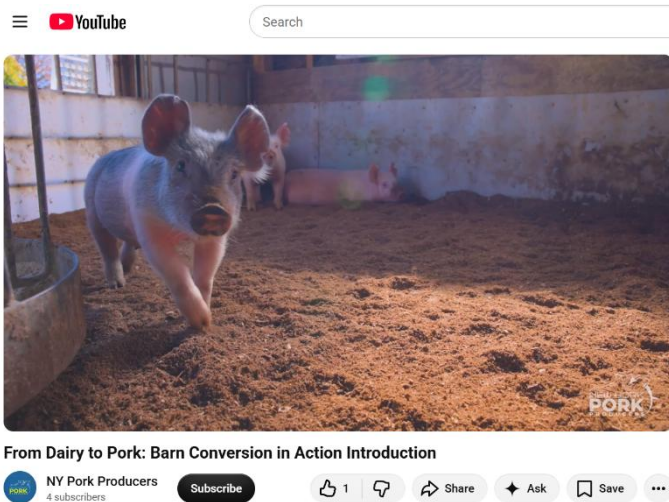 YouTube
Search
PORK
From Dairy to Pork: Barn Conversion in Action Introduction
NY Pork Producers
4 subscribers
Subscribe
1
Share
Ask
Save
PORK